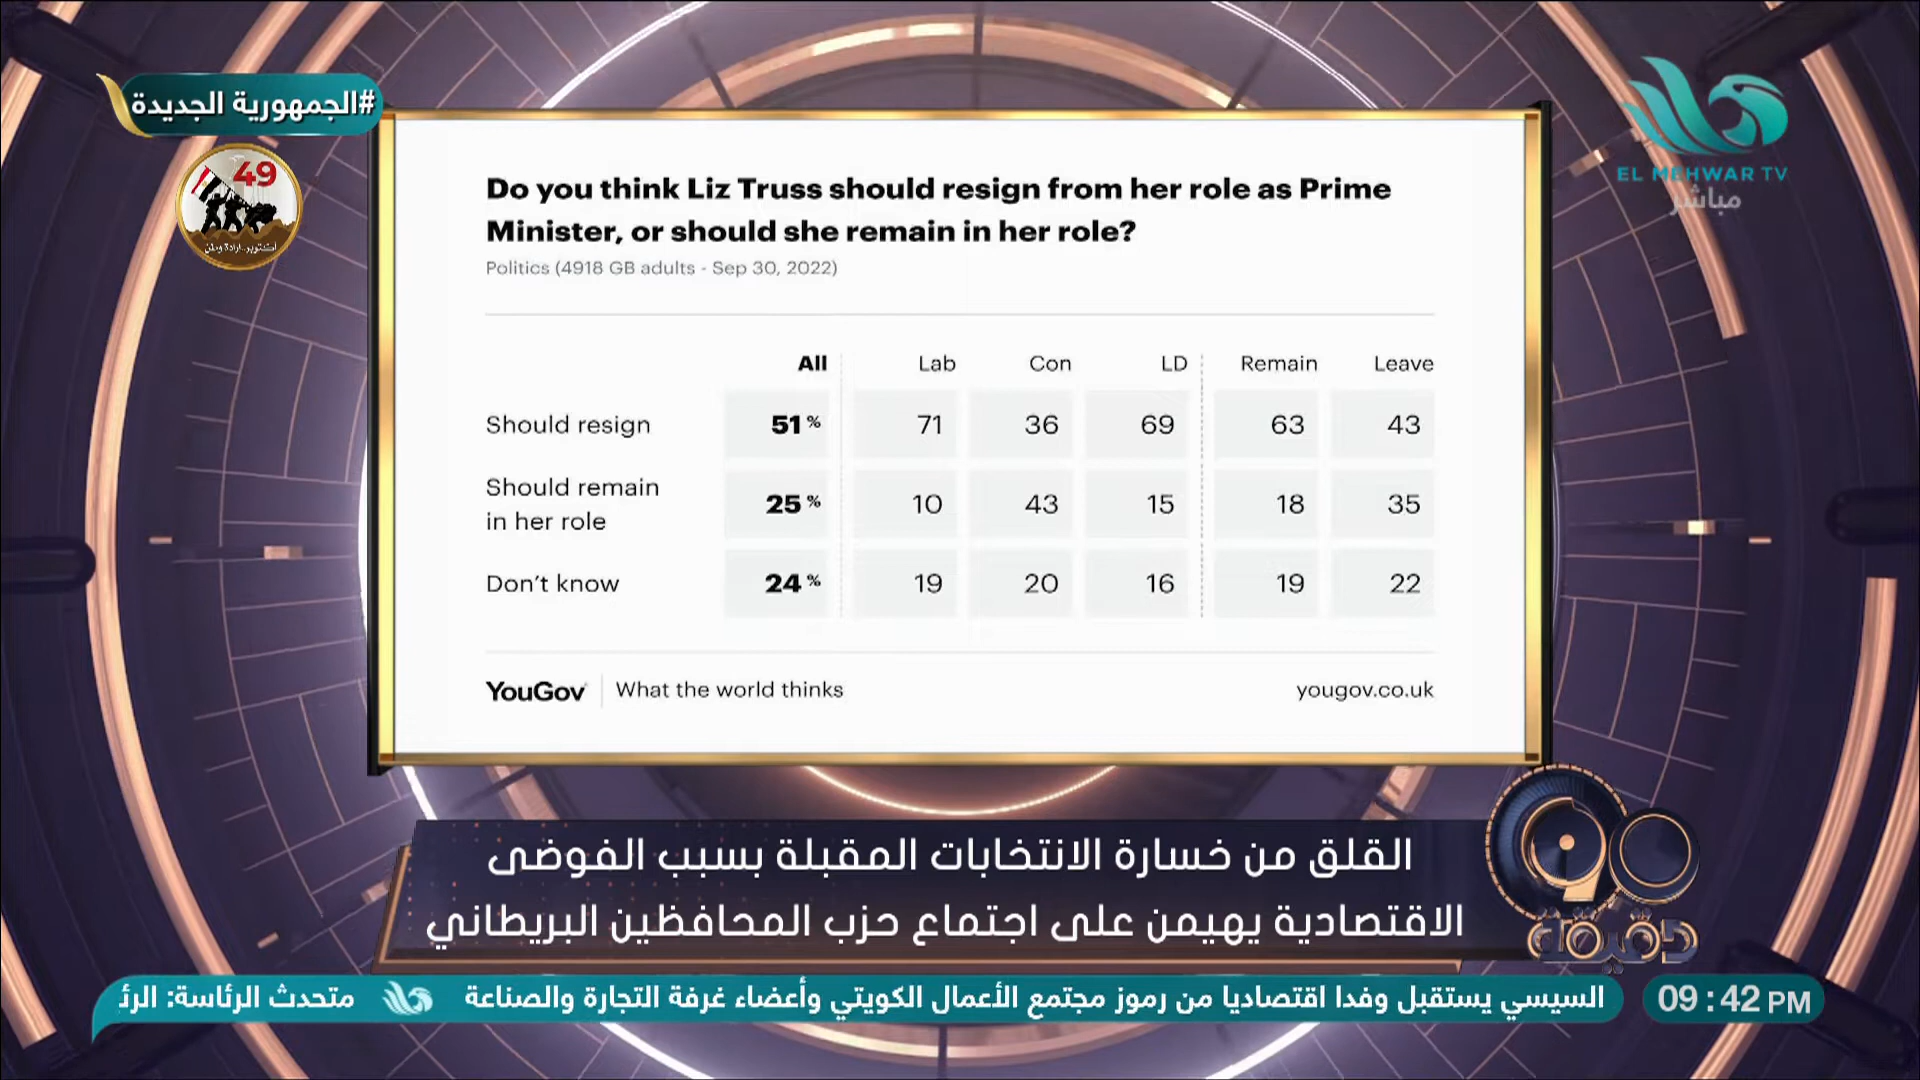 #الجمهورية الجديدة
49
أكتوبر..إرادة وطن
EL MEHWAR TV
مباشر
Do you think Liz Truss should resign from her role as Prime
Minister, or should she remain in her role?
Politics (4918 GB adults - Sep 30, 2022)
All Lab Con LD Remain Leave
Should resign 51% 71 36 69 63 43
Should remain
in her role 25% 10 43 15 18 35
Don't know 24% 19 20 16 19 22
YouGov What the world thinks yougov.co.uk
القلق من خسارة الانتخابات المقبلة بسبب الفوضى
الاقتصادية يهيمن على اجتماع حزب المحافظين البريطاني
90
دقيقة
السيسي يستقبل وفدا اقتصاديا من رموز مجتمع الأعمال الكويتي وأعضاء غرفة التجارة والصناعة
متحدث الرئاسة:
09:42 PM